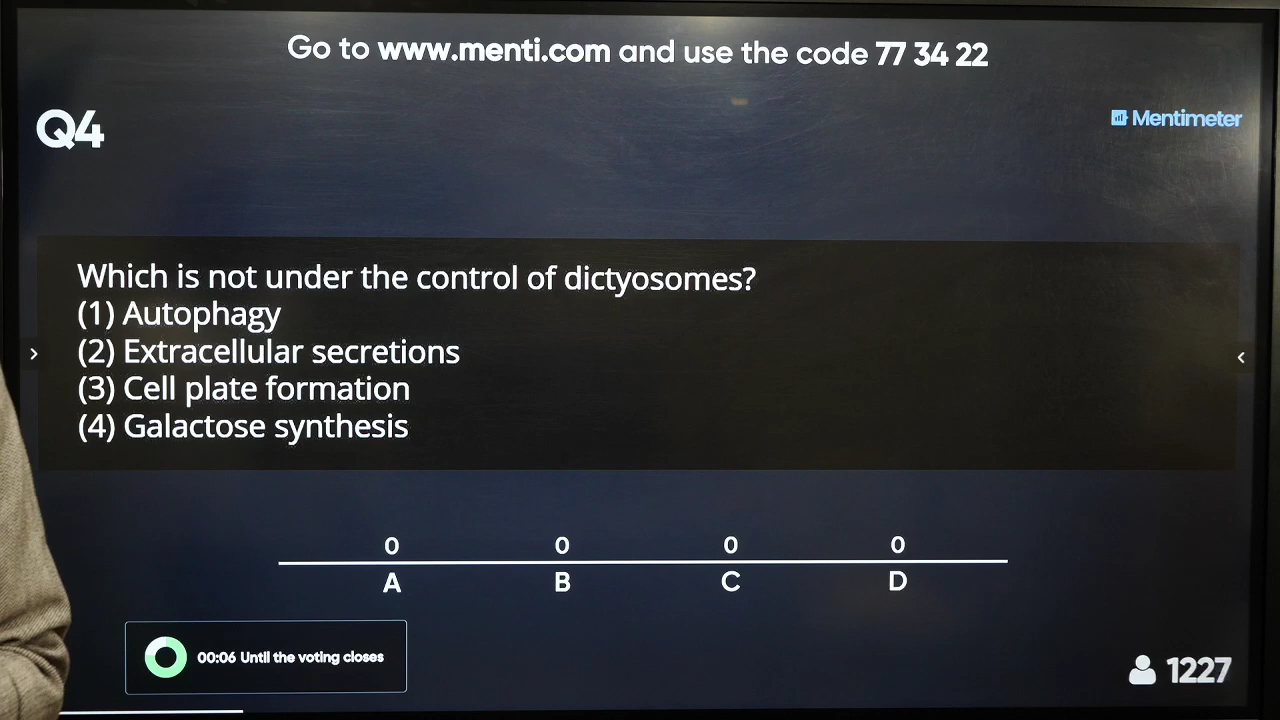 Go to www.menti.com and use the code 77 34 22
Q4
Mentimeter
Which is not under the control of dictyosomes?
(1) Autophagy
(2) Extracellular secretions
(3) Cell plate formation
(4) Galactose synthesis
0 0 0 0
A B C D
00:06 Until the voting closes
1227